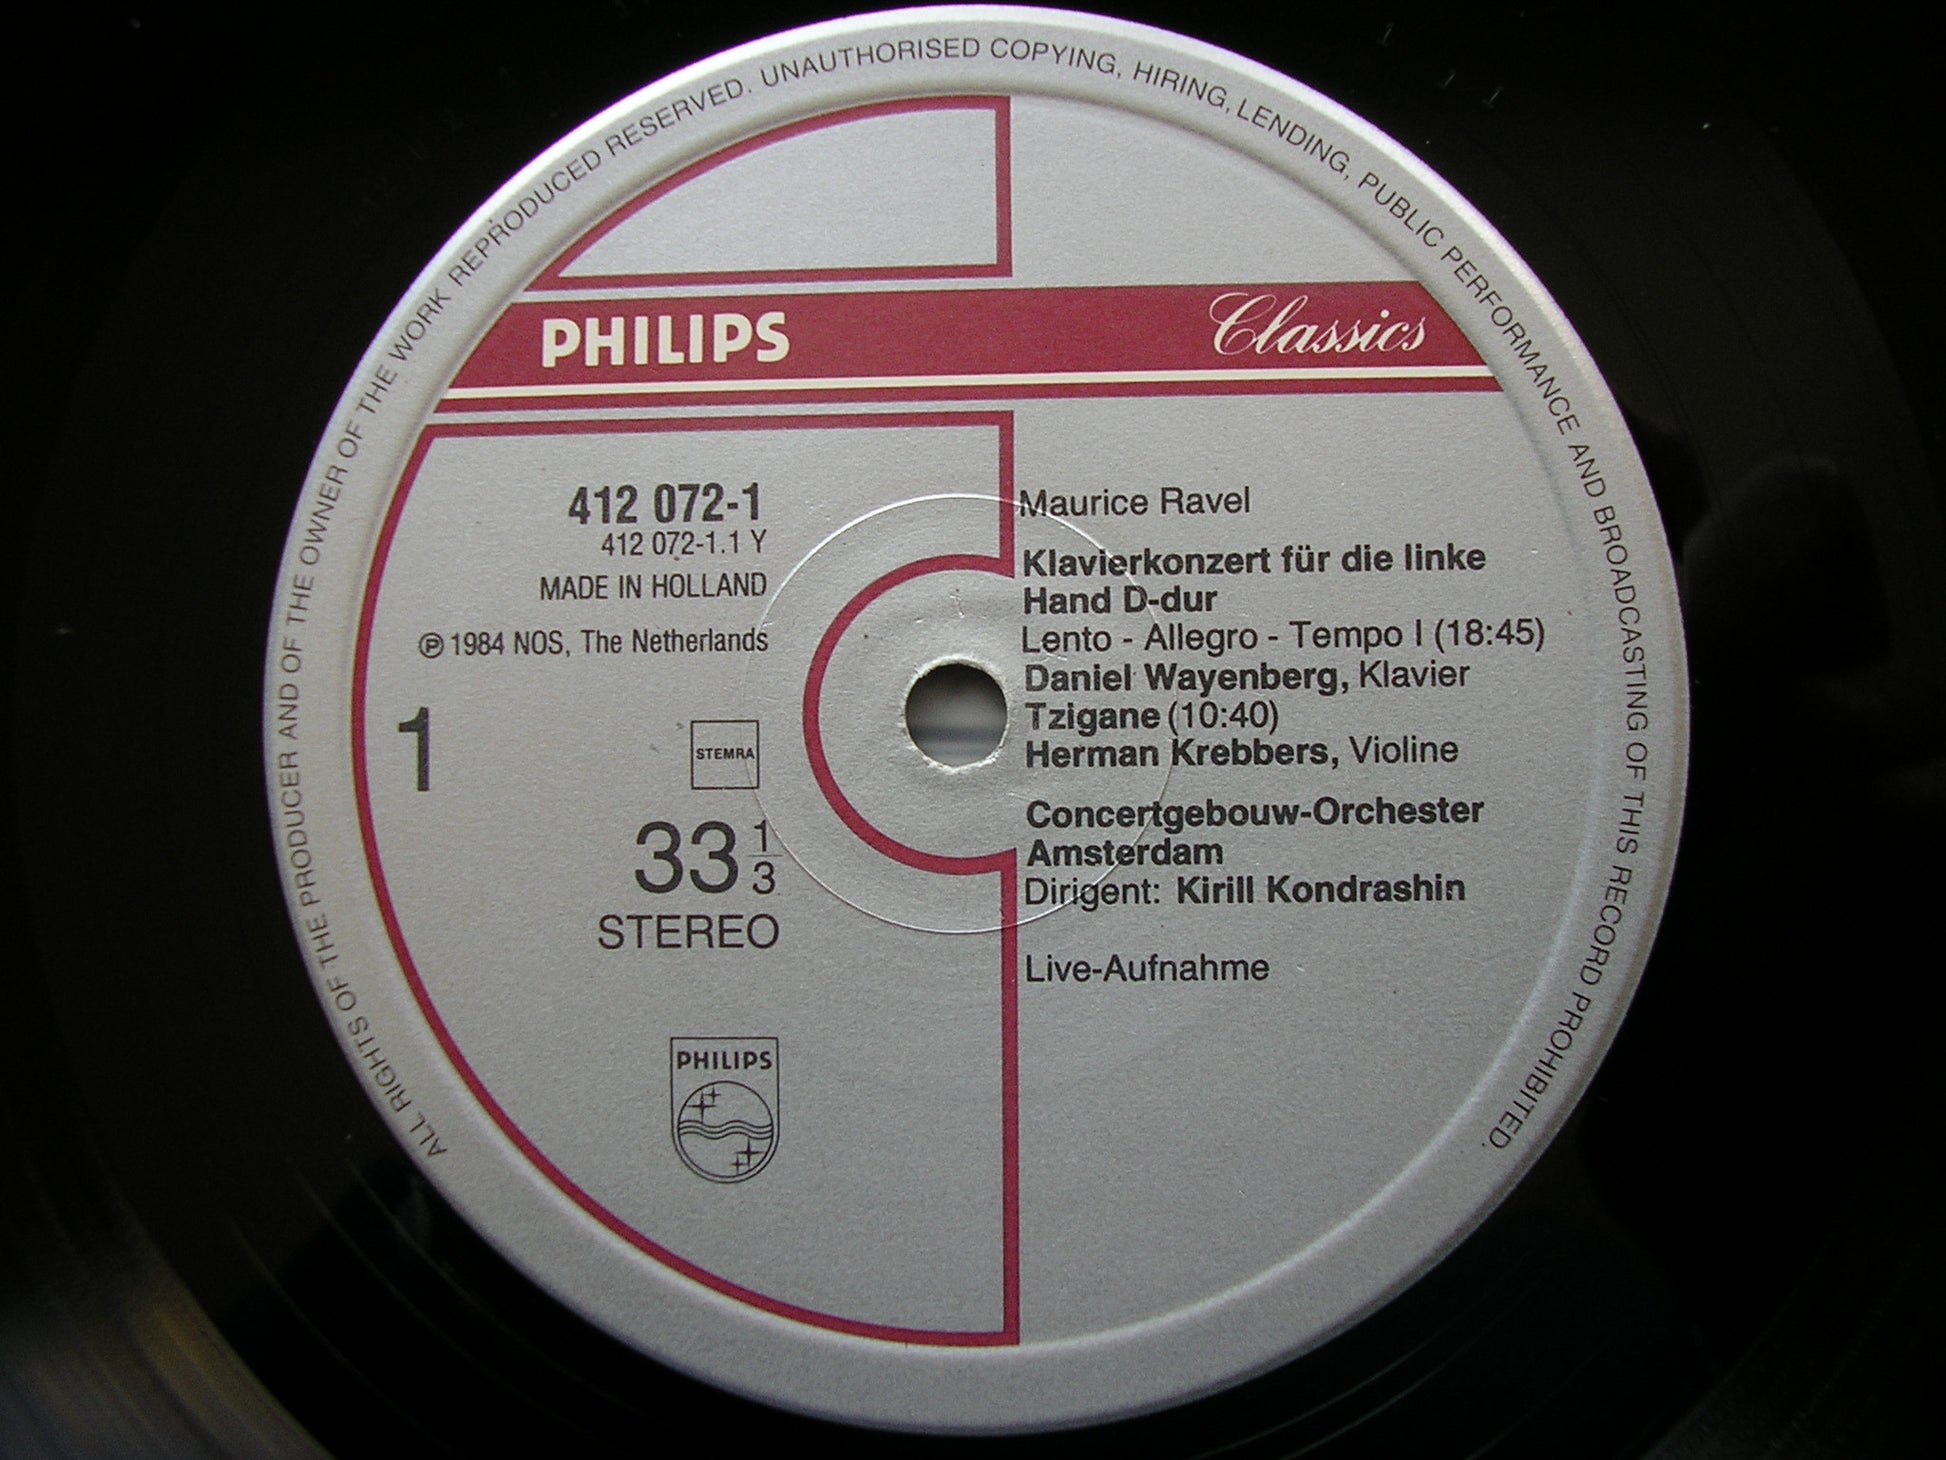 ALL RIGHTS OF THE PRODUCER AND OF THE OWNER OF THE WORK REPRODUCED RESERVED. UNAUTHORISED COPYING, HIRING, LENDING, PUBLIC PERFORMANCE AND BROADCASTING OF THIS RECORD PROHIBITED.
PHILIPS Classics
412 072-1
412 072-1.1 Y
MADE IN HOLLAND
℗ 1984 NOS, The Netherlands
1
STEMRA
33 1/3
STEREO
PHILIPS
Maurice Ravel
Klavierkonzert für die linke
Hand D-dur
Lento - Allegro - Tempo I (18:45)
Daniel Wayenberg, Klavier
Tzigane (10:40)
Herman Krebbers, Violine
Concertgebouw-Orchester
Amsterdam
Dirigent: Kirill Kondrashin
Live-Aufnahme